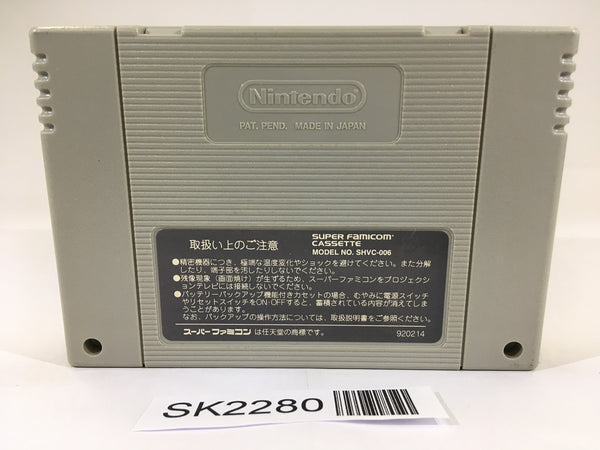 Nintendo
PAT. PEND. MADE IN JAPAN
取扱い上のご注意
SUPER FAMICOM
CASSETTE
MODEL NO. SHVC-006
●精密機器につき、極端な温度変化やショックを避けてください。また分解
したり、端子部を汚したりしないでください。
●残像現象(画面焼け)が生ずるため、スーパーファミコンをプロジェクシ
ョンテレビには接続しないでください。
●バッテリーバックアップ機能付きカセットの場合、むやみに電源スイッチ
やリセットスイッチをON・OFFすると、蓄積されている内容が消えてしま
うことがあります。
なお、バックアップの操作方法については、取扱説明書をご参照ください。
スーパーファミコン は任天堂の商標です。
920214
SK2280